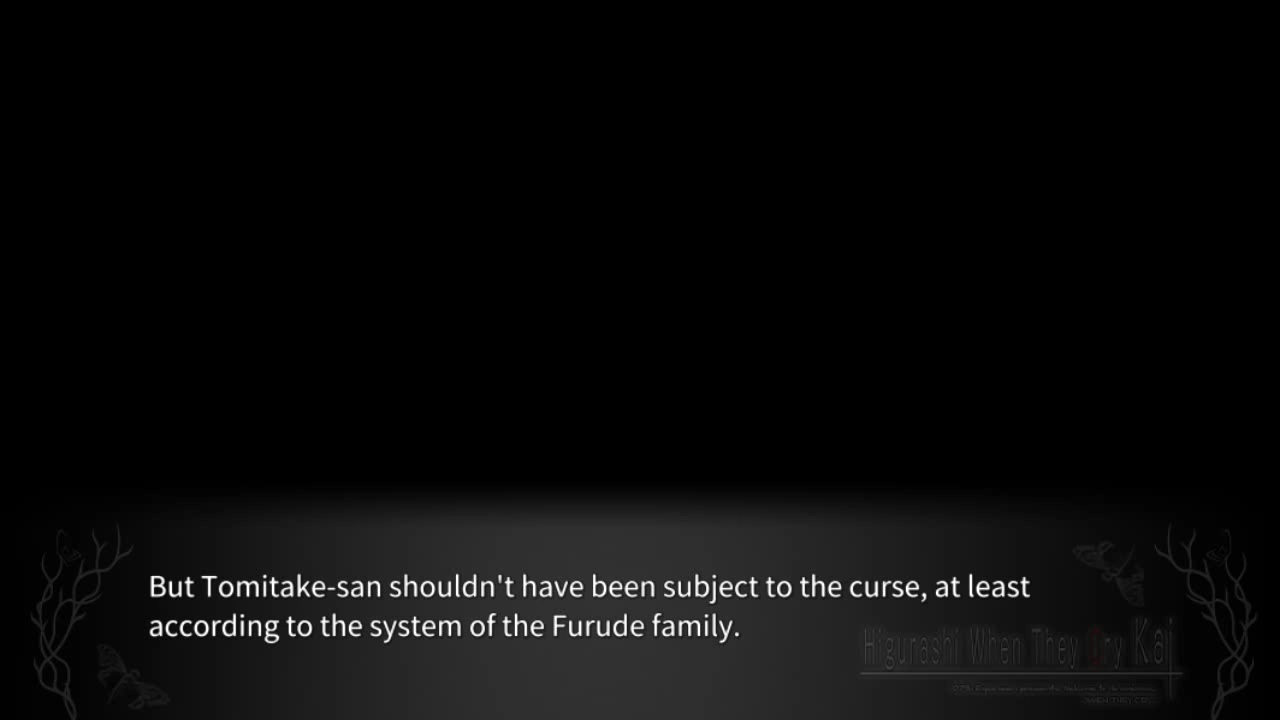 But Tomitake-san shouldn't have been subject to the curse, at least
according to the system of the Furude family.
Higurashi When They Cry Kai